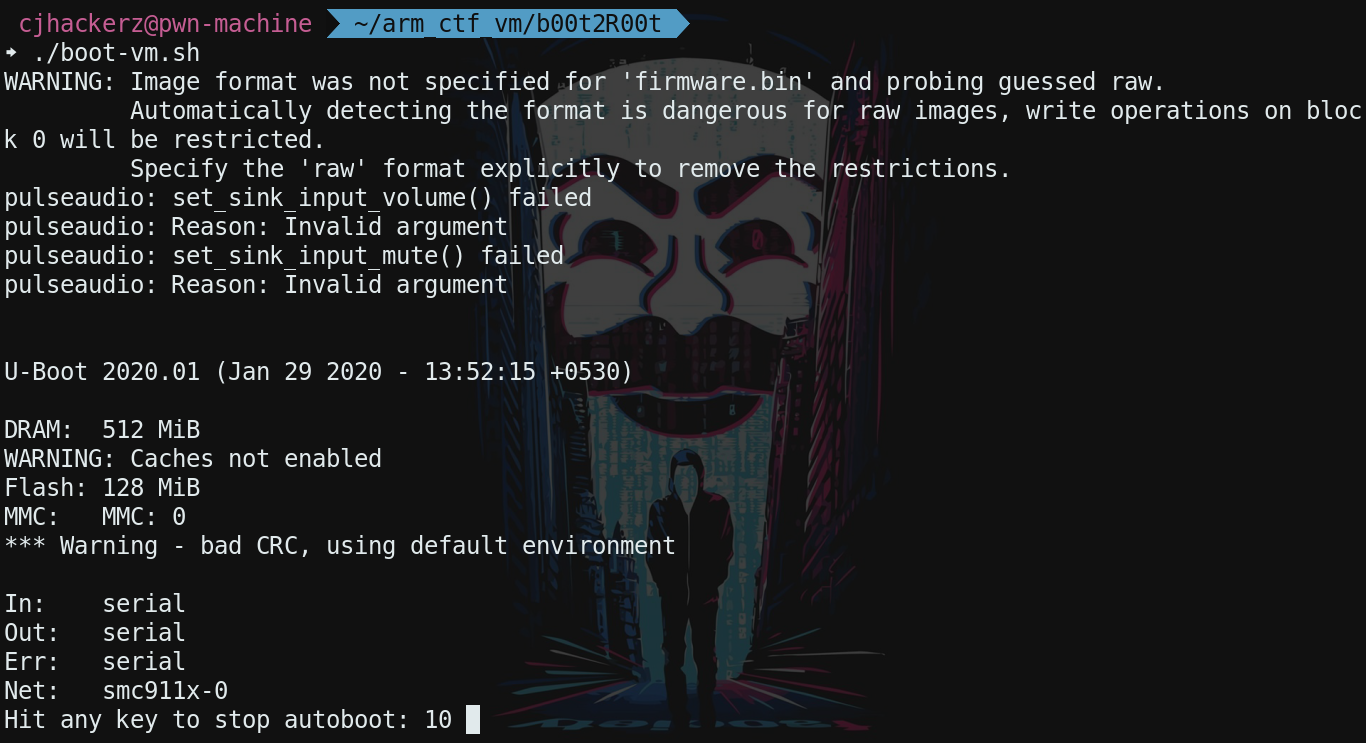 cjhackerz@pwn-machine ~/arm_ctf_vm/b00t2R00t
➜ ./boot-vm.sh
WARNING: Image format was not specified for 'firmware.bin' and probing guessed raw.
         Automatically detecting the format is dangerous for raw images, write operations on bloc
k 0 will be restricted.
         Specify the 'raw' format explicitly to remove the restrictions.
pulseaudio: set_sink_input_volume() failed
pulseaudio: Reason: Invalid argument
pulseaudio: set_sink_input_mute() failed
pulseaudio: Reason: Invalid argument
U-Boot 2020.01 (Jan 29 2020 - 13:52:15 +0530)
DRAM:  512 MiB
WARNING: Caches not enabled
Flash: 128 MiB
MMC:   MMC: 0
*** Warning - bad CRC, using default environment
In:    serial
Out:   serial
Err:   serial
Net:   smc911x-0
Hit any key to stop autoboot: 10